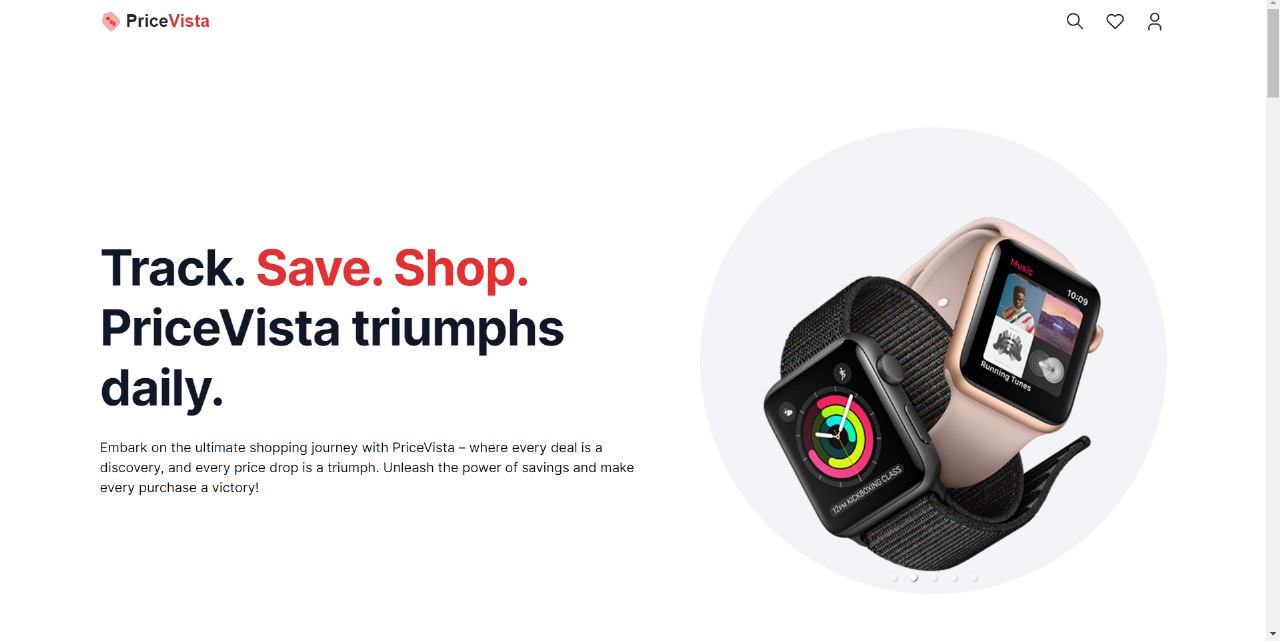 PriceVista
Track. Save. Shop.
PriceVista triumphs
daily.
Embark on the ultimate shopping journey with PriceVista – where every deal is a
discovery, and every price drop is a triumph. Unleash the power of savings and make
every purchase a victory!
Music
10:09
Running Tunes
12PM KICKBOXING CLASS